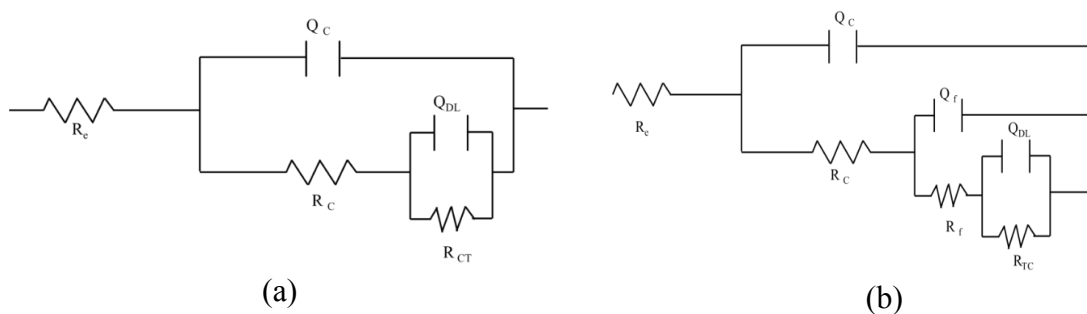 Q C
Q DL
R e
R C
R CT
(a)
Q C
Q f
Q DL
R e
R C
R f
R TC
(b)